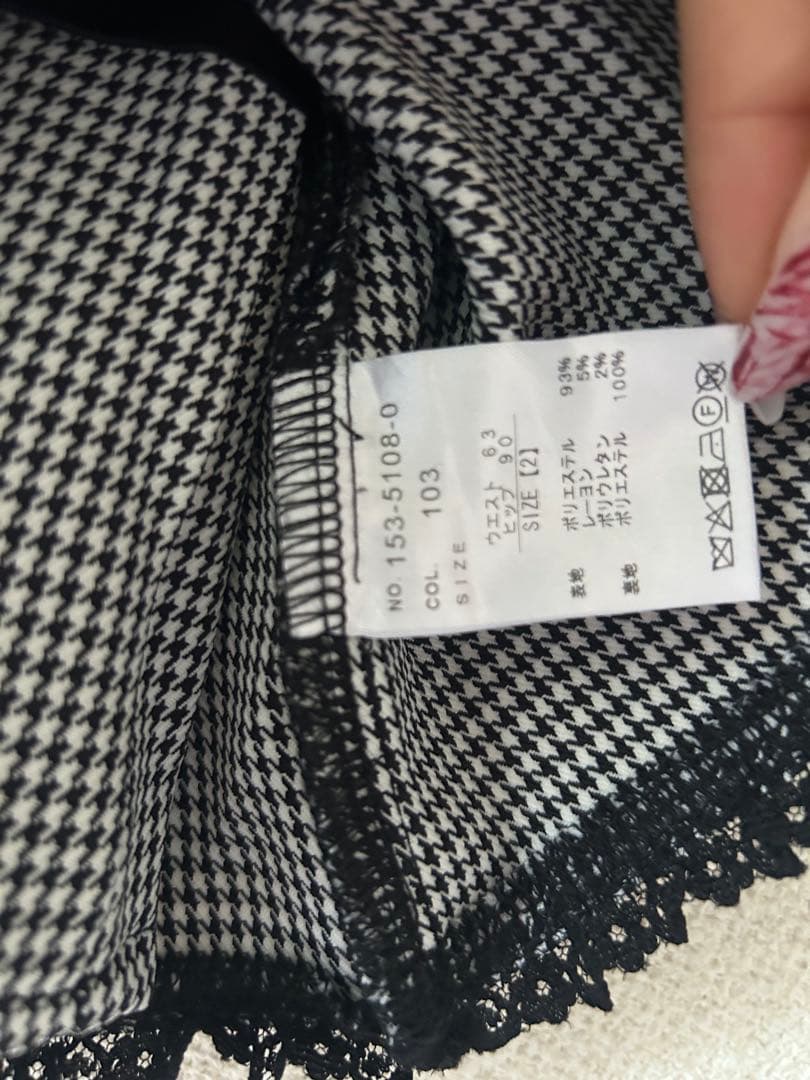 NO. 153-5108-0
COL. 103
SIZE
ウエスト 63
ヒップ 90
SIZE【2】
表地 ポリエステル 93%
レーヨン 5%
ポリウレタン 2%
裏地 ポリエステル 100%
F
W